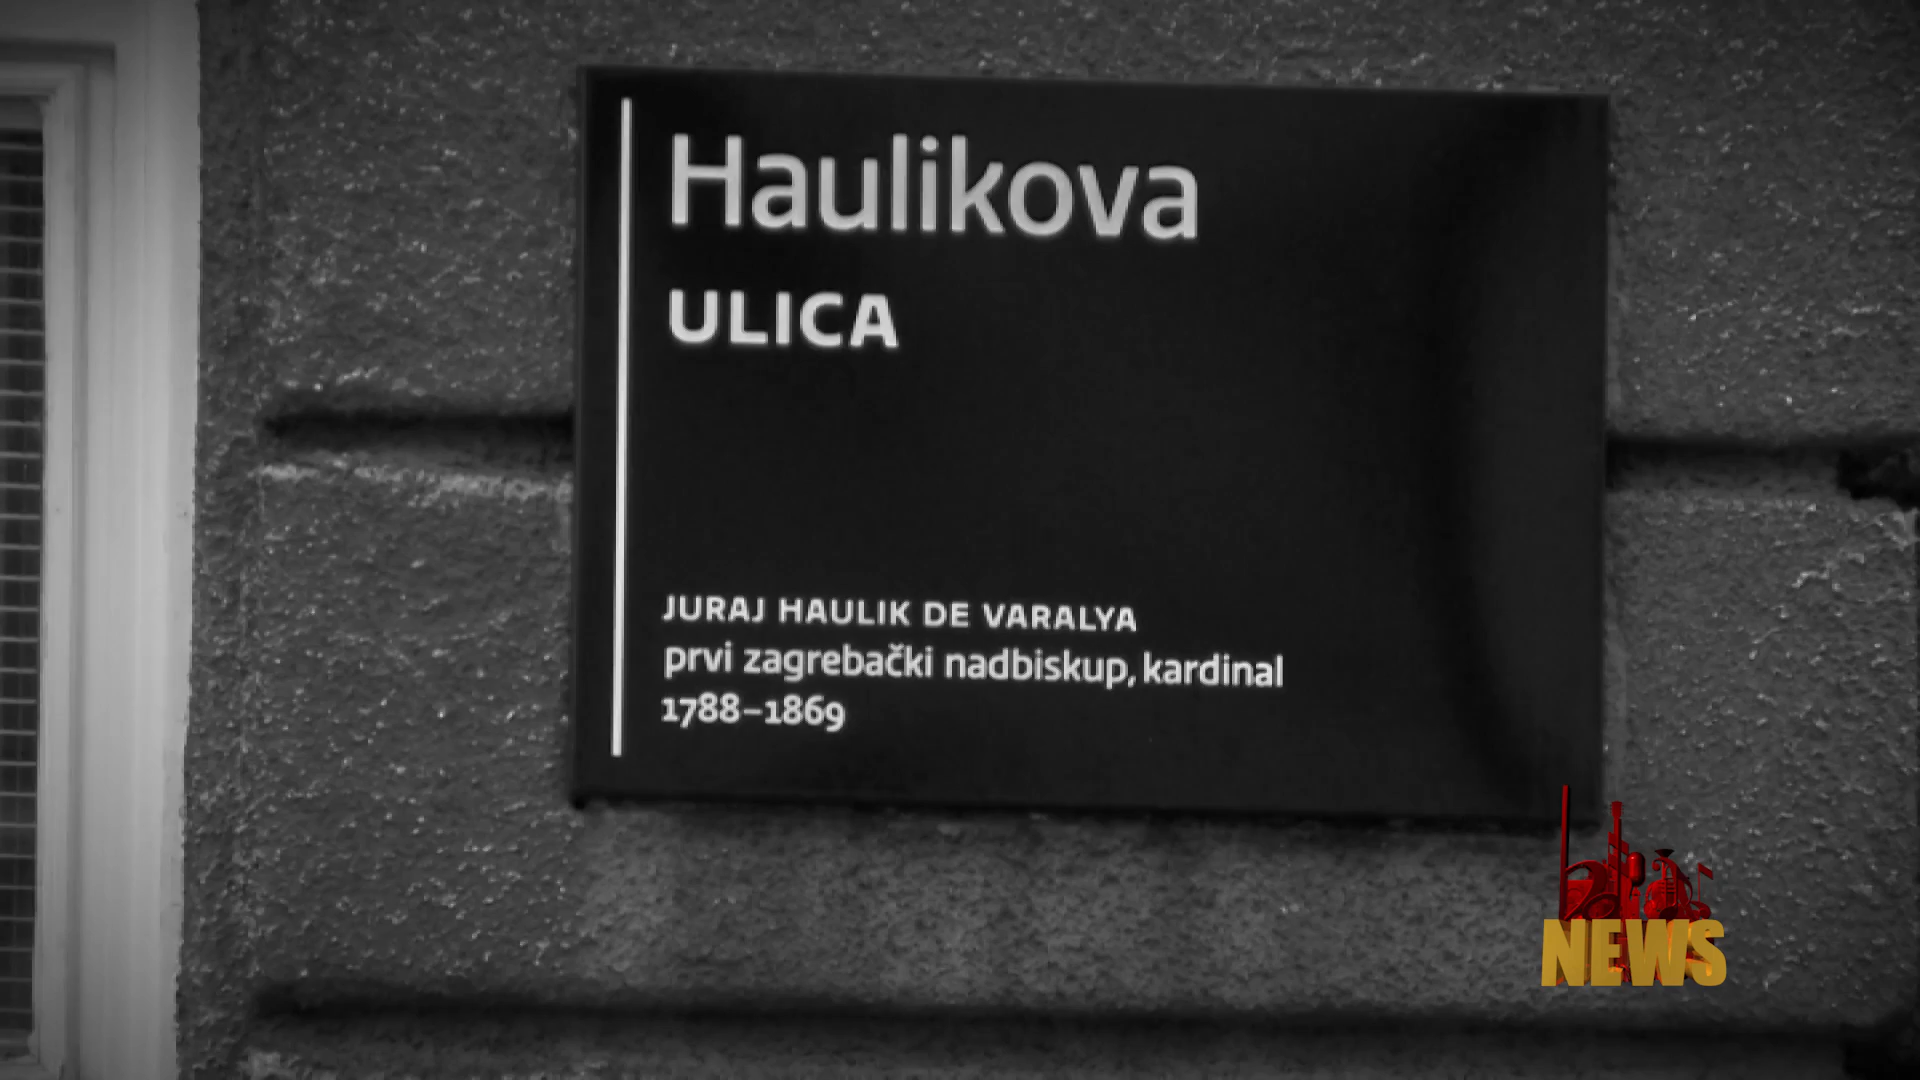 Haulikova
ULICA
JURAJ HAULIK DE VARALYA
prvi zagrebački nadbiskup, kardinal
1788–1869
NEWS